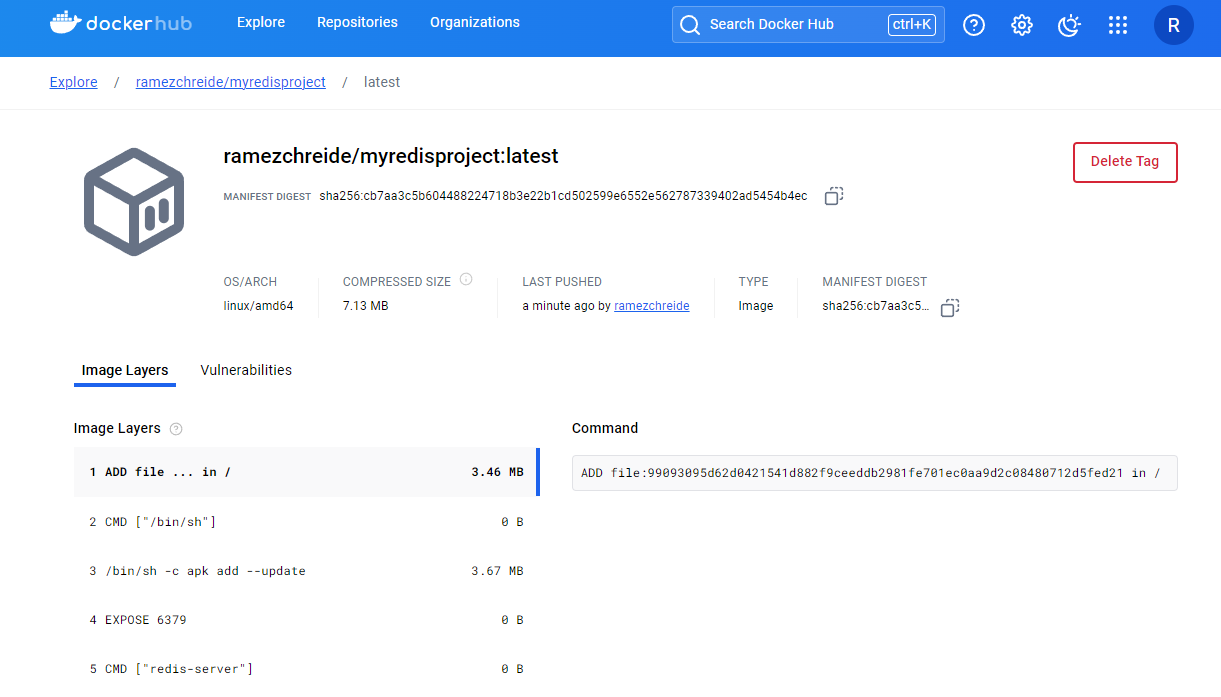 dockerhub Explore Repositories Organizations Search Docker Hub ctrl+K R
Explore / ramezchreide/myredisproject / latest
ramezchreide/myredisproject:latest
Delete Tag
MANIFEST DIGEST sha256:cb7aa3c5b604488224718b3e22b1cd502599e6552e562787339402ad5454b4ec
OS/ARCH COMPRESSED SIZE LAST PUSHED TYPE MANIFEST DIGEST
linux/amd64 7.13 MB a minute ago by ramezchreide Image sha256:cb7aa3c5...
Image Layers Vulnerabilities
Image Layers Command
1 ADD file ... in / 3.46 MB ADD file:99093095d62d0421541d882f9ceeddb2981fe701ec0aa9d2c08480712d5fed21 in /
2 CMD ["/bin/sh"] 0 B
3 /bin/sh -c apk add --update 3.67 MB
4 EXPOSE 6379 0 B
5 CMD ["redis-server"] 0 B